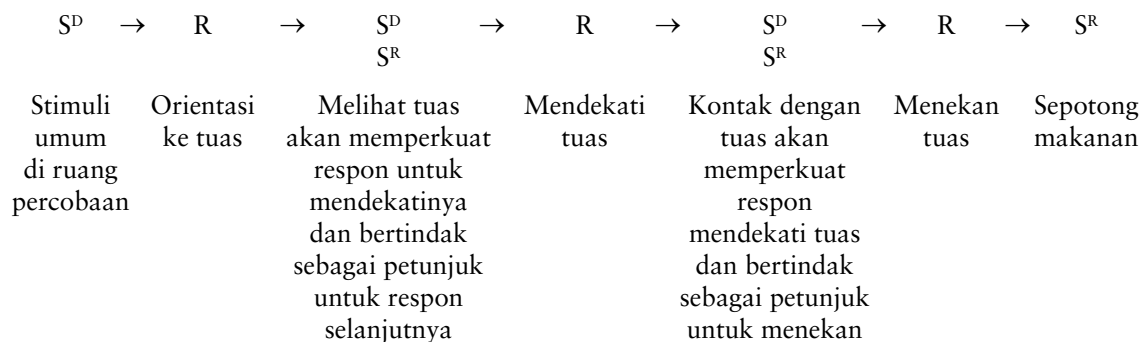 Sᴰ → R → Sᴰ → R → Sᴰ → R → Sᴿ
Sᴿ Sᴿ
Stimuli Orientasi Melihat tuas Mendekati Kontak dengan Menekan Sepotong
umum ke tuas akan memperkuat tuas tuas akan tuas makanan
di ruang respon untuk memperkuat
percobaan mendekatinya respon
dan bertindak mendekati tuas
sebagai petunjuk dan bertindak
untuk respon sebagai petunjuk
selanjutnya untuk menekan